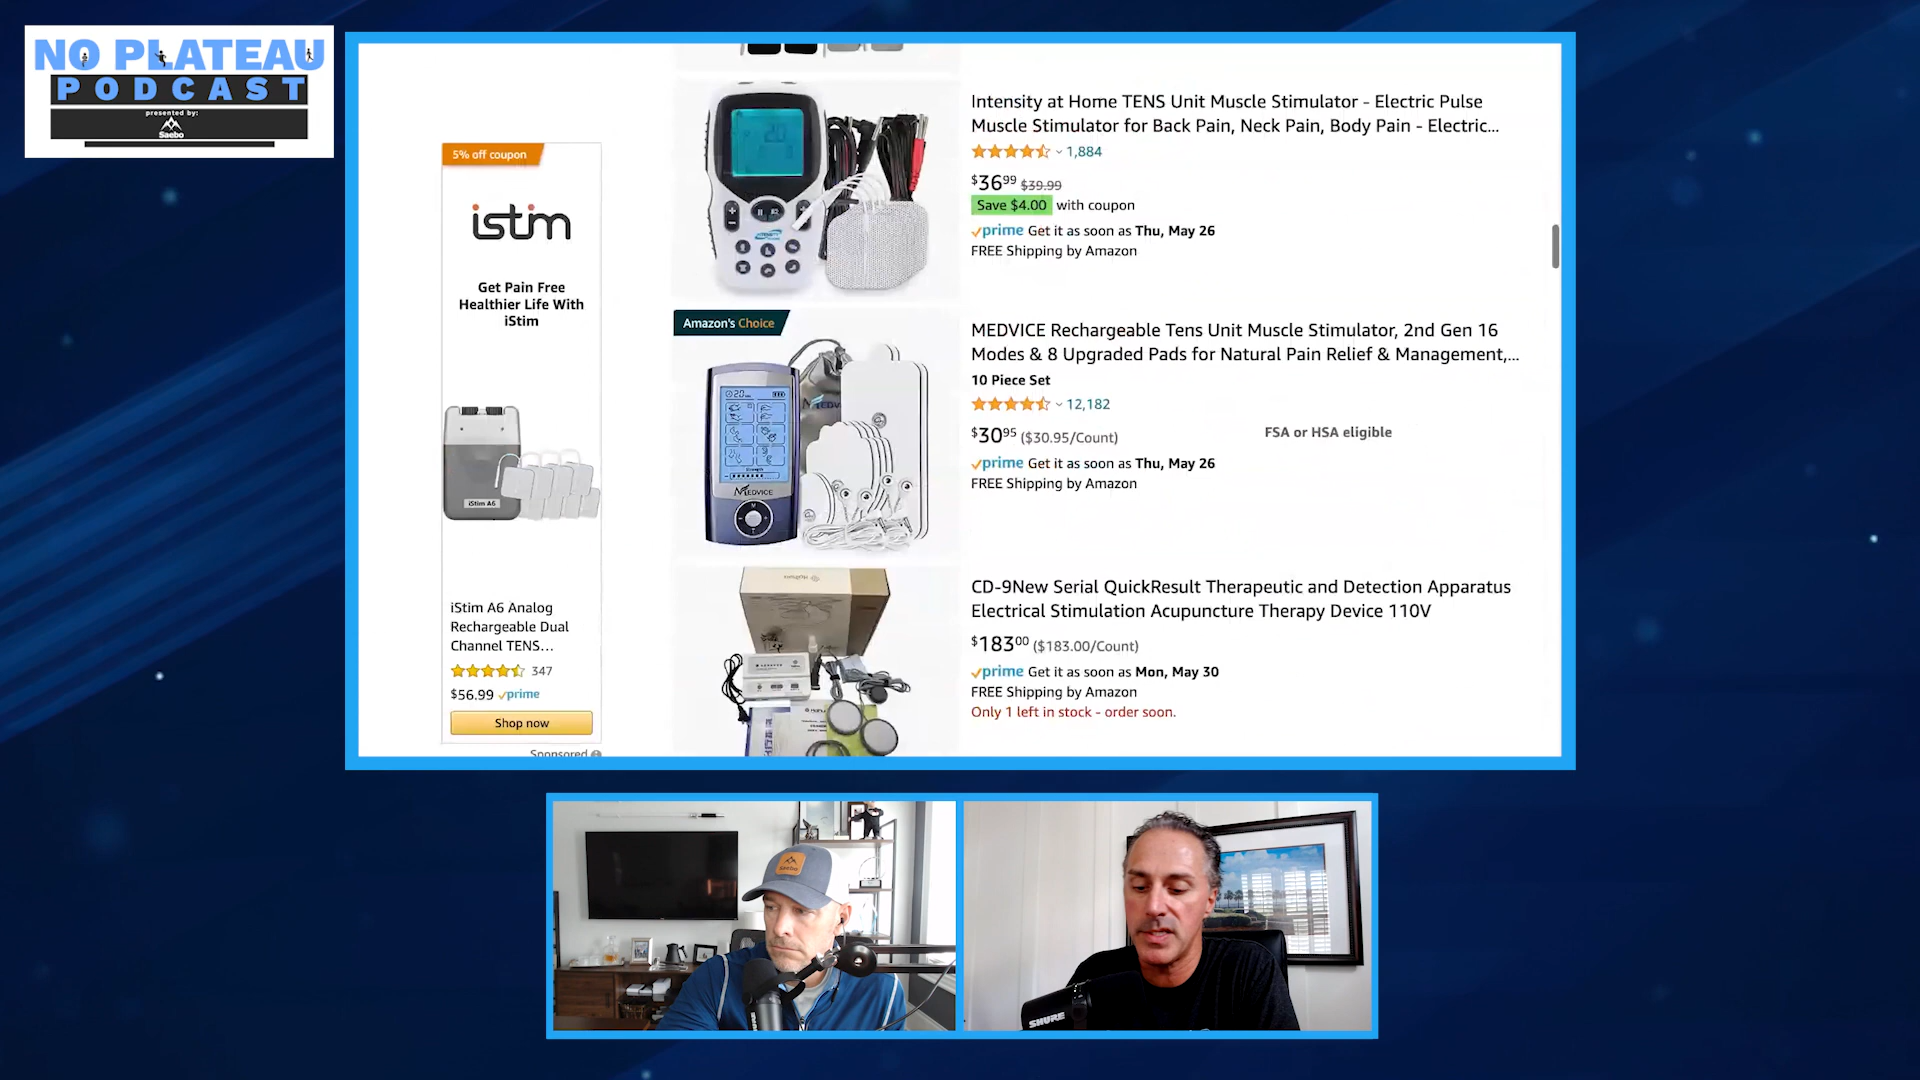 NO PLATEAU
PODCAST
presented by:
Saebo
5% off coupon
istim
Get Pain Free
Healthier Life With
iStim
iStim A6
iStim A6 Analog
Rechargeable Dual
Channel TENS...
347
$56.99 prime
Shop now
Sponsored
Intensity at Home TENS Unit Muscle Stimulator - Electric Pulse
Muscle Stimulator for Back Pain, Neck Pain, Body Pain - Electric...
1,884
$36.99 $39.99
Save $4.00 with coupon
prime Get it as soon as Thu, May 26
FREE Shipping by Amazon
Amazon's Choice
MEDVICE
MEDVICE Rechargeable Tens Unit Muscle Stimulator, 2nd Gen 16
Modes & 8 Upgraded Pads for Natural Pain Relief & Management,...
10 Piece Set
12,182
$30.95 ($30.95/Count)
FSA or HSA eligible
prime Get it as soon as Thu, May 26
FREE Shipping by Amazon
CD-9New Serial QuickResult Therapeutic and Detection Apparatus
Electrical Stimulation Acupuncture Therapy Device 110V
$183.00 ($183.00/Count)
prime Get it as soon as Mon, May 30
FREE Shipping by Amazon
Only 1 left in stock - order soon.
SHURE
SHURE